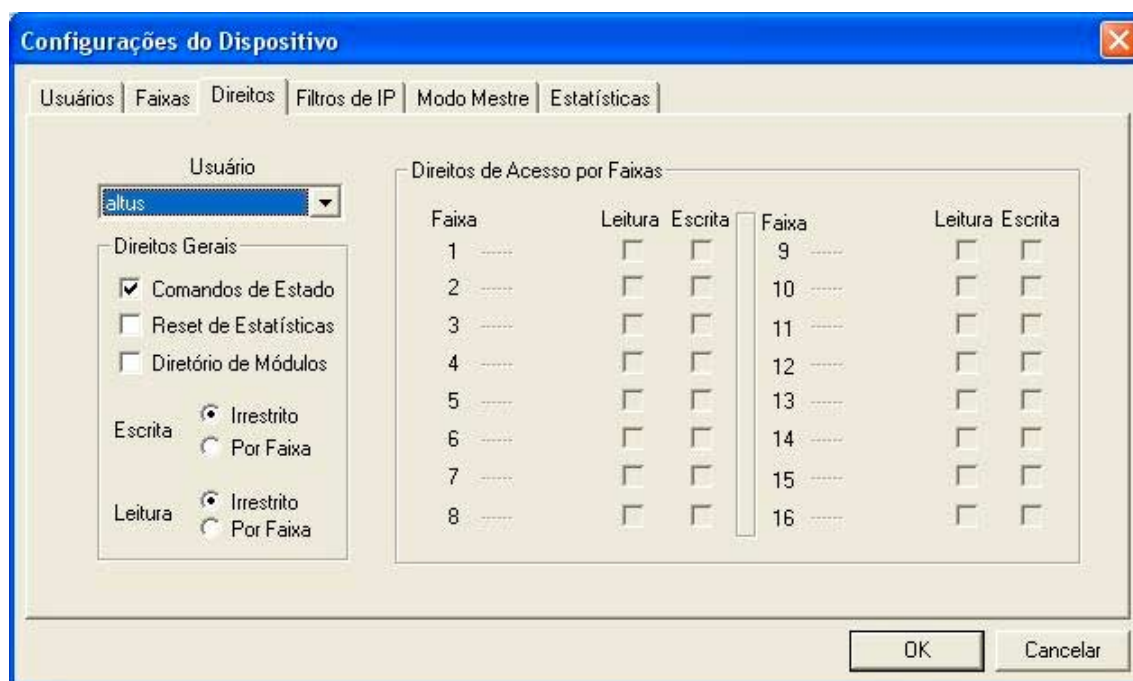 Configurações do Dispositivo
Usuários Faixas Direitos Filtros de IP Modo Mestre Estatísticas
Usuário
altus
Direitos Gerais
Comandos de Estado
Reset de Estatísticas
Diretório de Módulos
Escrita
Irrestrito
Por Faixa
Leitura
Irrestrito
Por Faixa
Direitos de Acesso por Faixas
Faixa Leitura Escrita
1 ------
2 ------
3 ------
4 ------
5 ------
6 ------
7 ------
8 ------
Faixa Leitura Escrita
9 ------
10 ------
11 ------
12 ------
13 ------
14 ------
15 ------
16 ------
OK Cancelar